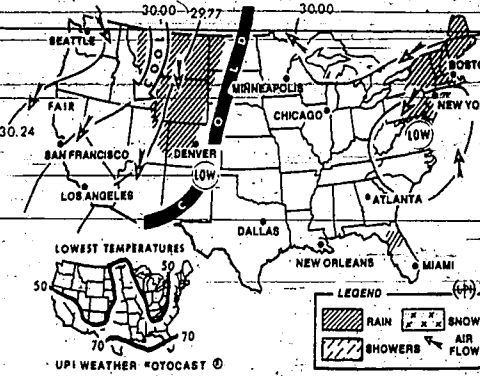 30.00 29.77 30.00
SEATTLE
COOL
COLD
MINNEAPOLIS
BOSTON
NEW YORK
FAIR
CHICAGO
30.24
LOW
SAN FRANCISCO
DENVER
LOW
LOS ANGELES
ATLANTA
DALLAS
NEW ORLEANS
MIAMI
LOWEST TEMPERATURES
50
50
70
70
UPI WEATHER FOTOCAST
LEGEND
UPI
RAIN
SNOW
SHOWERS
AIR FLOW